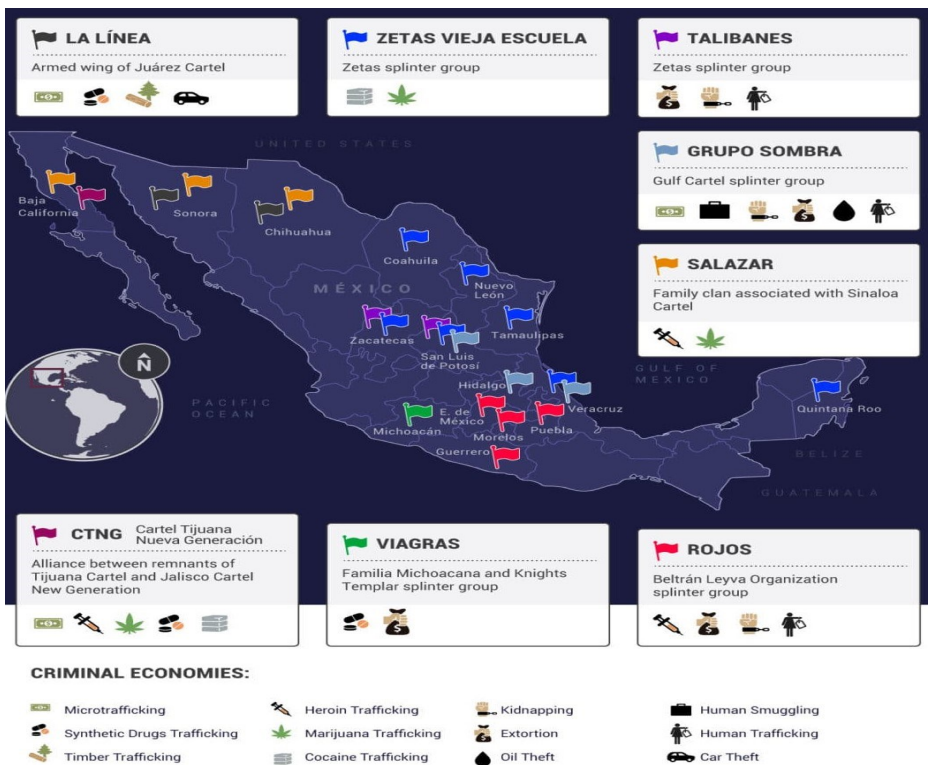 LA LÍNEA
Armed wing of Juárez Cartel
ZETAS VIEJA ESCUELA
Zetas splinter group
TALIBANES
Zetas splinter group
GRUPO SOMBRA
Gulf Cartel splinter group
SALAZAR
Family clan associated with Sinaloa
Cartel
UNITED STATES
Baja
California
Sonora
Chihuahua
Coahuila
MÉXICO
Nuevo
León
Zacatecas
San Luis
de Potosí
Tamaulipas
GULF OF
MEXICO
N
PACIFIC
OCEAN
Hidalgo
Veracruz
Quintana Roo
Michoacán
E. de
México
Morelos
Puebla
Guerrero
BELIZE
GUATEMALA
CTNG
Cartel Tijuana
Nueva Generación
Alliance between remnants of
Tijuana Cartel and Jalisco Cartel
New Generation
VIAGRAS
Familia Michoacana and Knights
Templar splinter group
ROJOS
Beltrán Leyva Organization
splinter group
CRIMINAL ECONOMIES:
Microtrafficking
Synthetic Drugs Trafficking
Timber Trafficking
Heroin Trafficking
Marijuana Trafficking
Cocaine Trafficking
Kidnapping
Extortion
Oil Theft
Human Smuggling
Human Trafficking
Car Theft